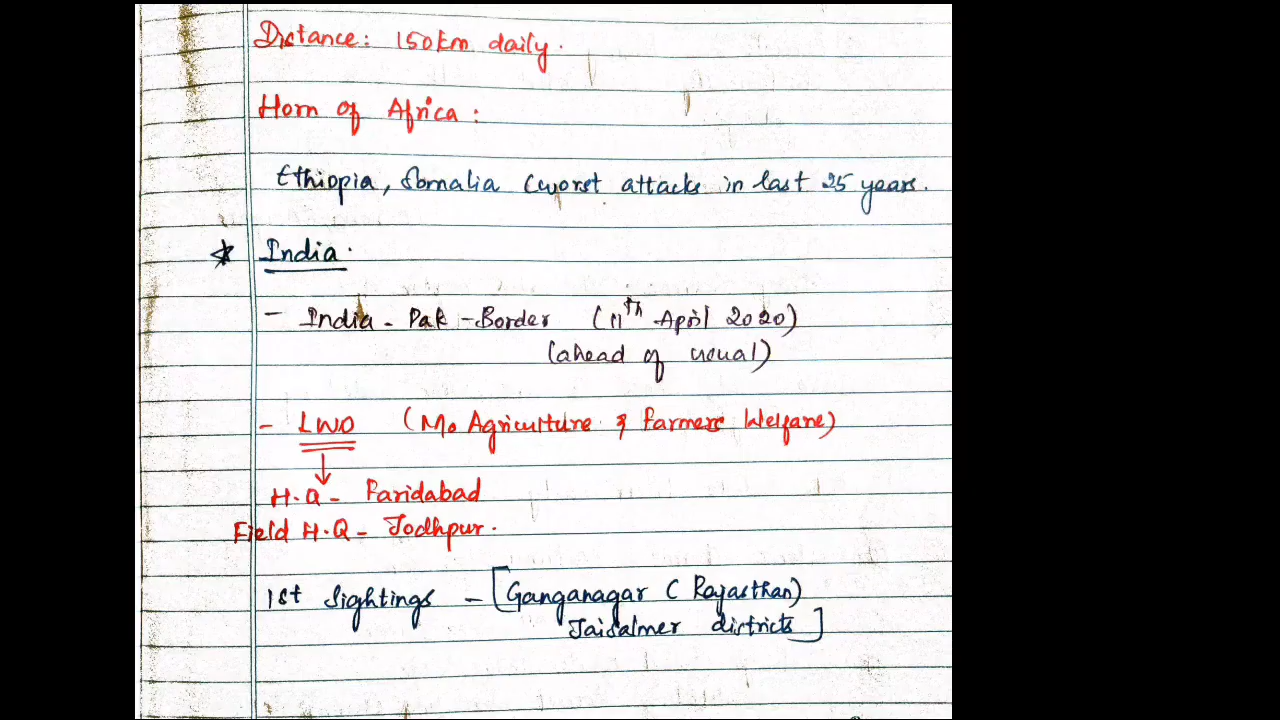 Distance: 150km daily.
Horn of Africa:
Ethiopia, Somalia (worst attacks in last 25 years.
* India.
- India - Pak - Border (11th April 2020)
(ahead of usual)
- LWO (Mo Agriculture & Farmers Welfare)
↓
H.Q - Faridabad
Field H.Q - Jodhpur.
1st Sightings - [Ganganagar ( Rajasthan)
Jaisalmer districts]